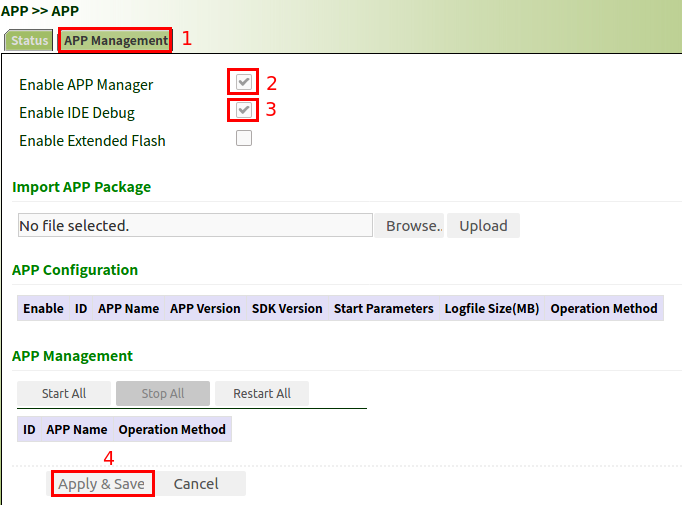 APP >> APP
Status APP Management 1
Enable APP Manager 2
Enable IDE Debug 3
Enable Extended Flash
Import APP Package
No file selected. Browse.. Upload
APP Configuration
Enable ID APP Name APP Version SDK Version Start Parameters Logfile Size(MB) Operation Method
APP Management
Start All Stop All Restart All
ID APP Name Operation Method
4
Apply & Save Cancel